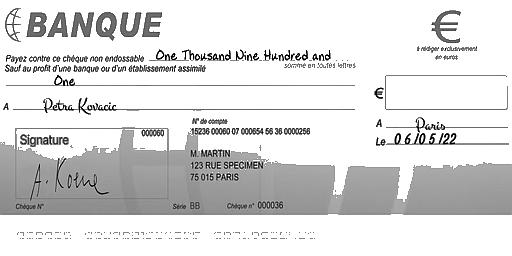 BANQUE
€
à rédiger exclusivement
en euros
Payez contre ce chèque non endossable One Thousand Nine Hundred and
Sauf au profit d'une banque ou d'un établissement assimilé
somme en toutes lettres
One
€
A Petra Kovacic
A Paris
Le 06/05/22
Signature
000060
N° de compte
15236 00060 07 000654 56 36 0000256
M. MARTIN
123 RUE SPECIMEN
75 015 PARIS
A. Kone
Chèque N°
Série BB
Chèque n° 000036